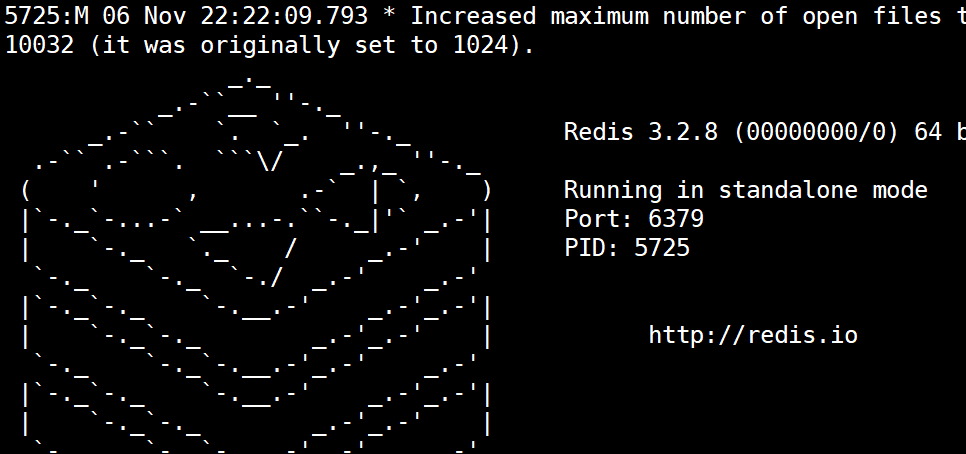 5725:M 06 Nov 22:22:09.793 * Increased maximum number of open files t
10032 (it was originally set to 1024).
Redis 3.2.8 (00000000/0) 64 b
Running in standalone mode
Port: 6379
PID: 5725
http://redis.io